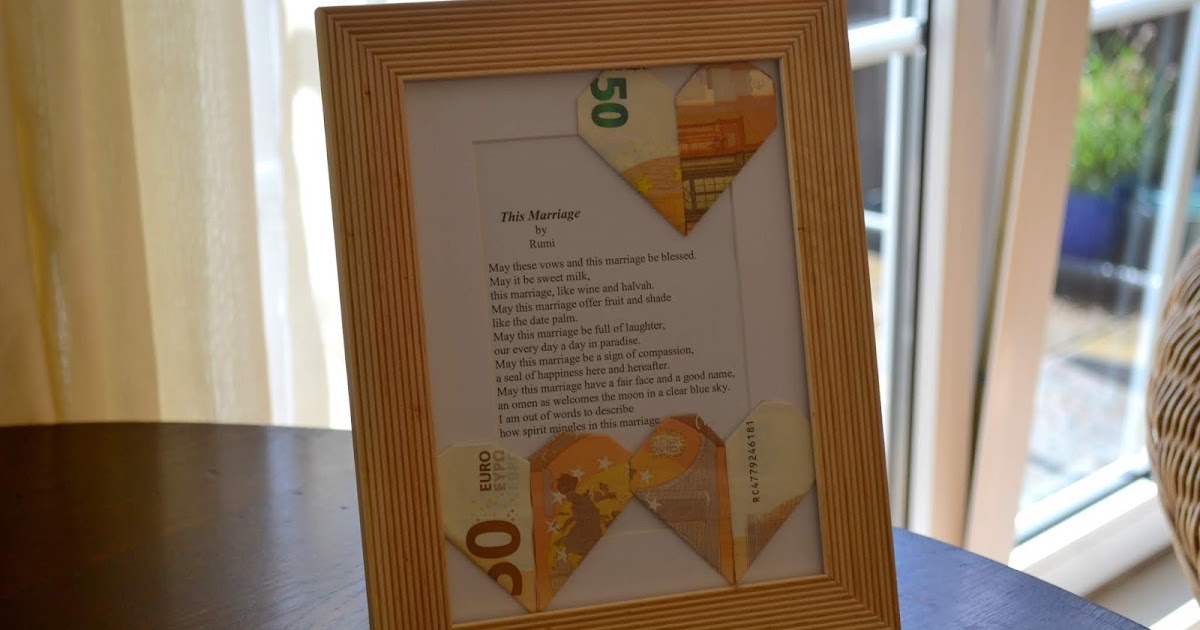 50
This Marriage
by
Rumi
May these vows and this marriage be blessed.
May it be sweet milk,
this marriage, like wine and halvah.
May this marriage offer fruit and shade
like the date palm.
May this marriage be full of laughter,
our every day a day in paradise.
May this marriage be a sign of compassion,
a seal of happiness here and hereafter.
May this marriage have a fair face and a good name,
an omen as welcomes the moon in a clear blue sky.
I am out of words to describe
how spirit mingles in this marriage
EURO
ΕΥΡΩ
50
RC4779246181